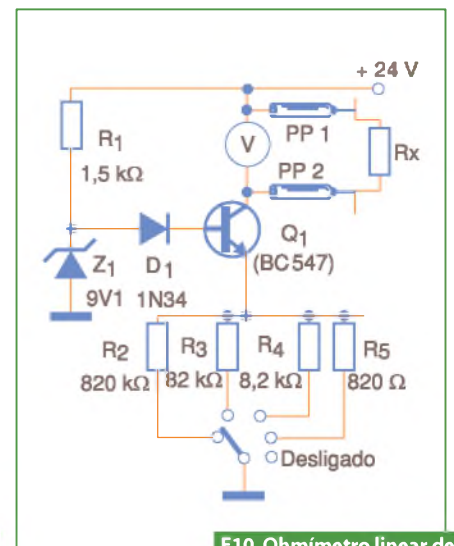 + 24 V
R1
1,5 kΩ
PP 1
V
Rx
PP 2
Q1
(BC547)
Z1
9V1
D1
1N34
R2
820 kΩ
R3
82 kΩ
R4
8,2 kΩ
R5
820 Ω
Desligado
F10. Ohmímetro linear de